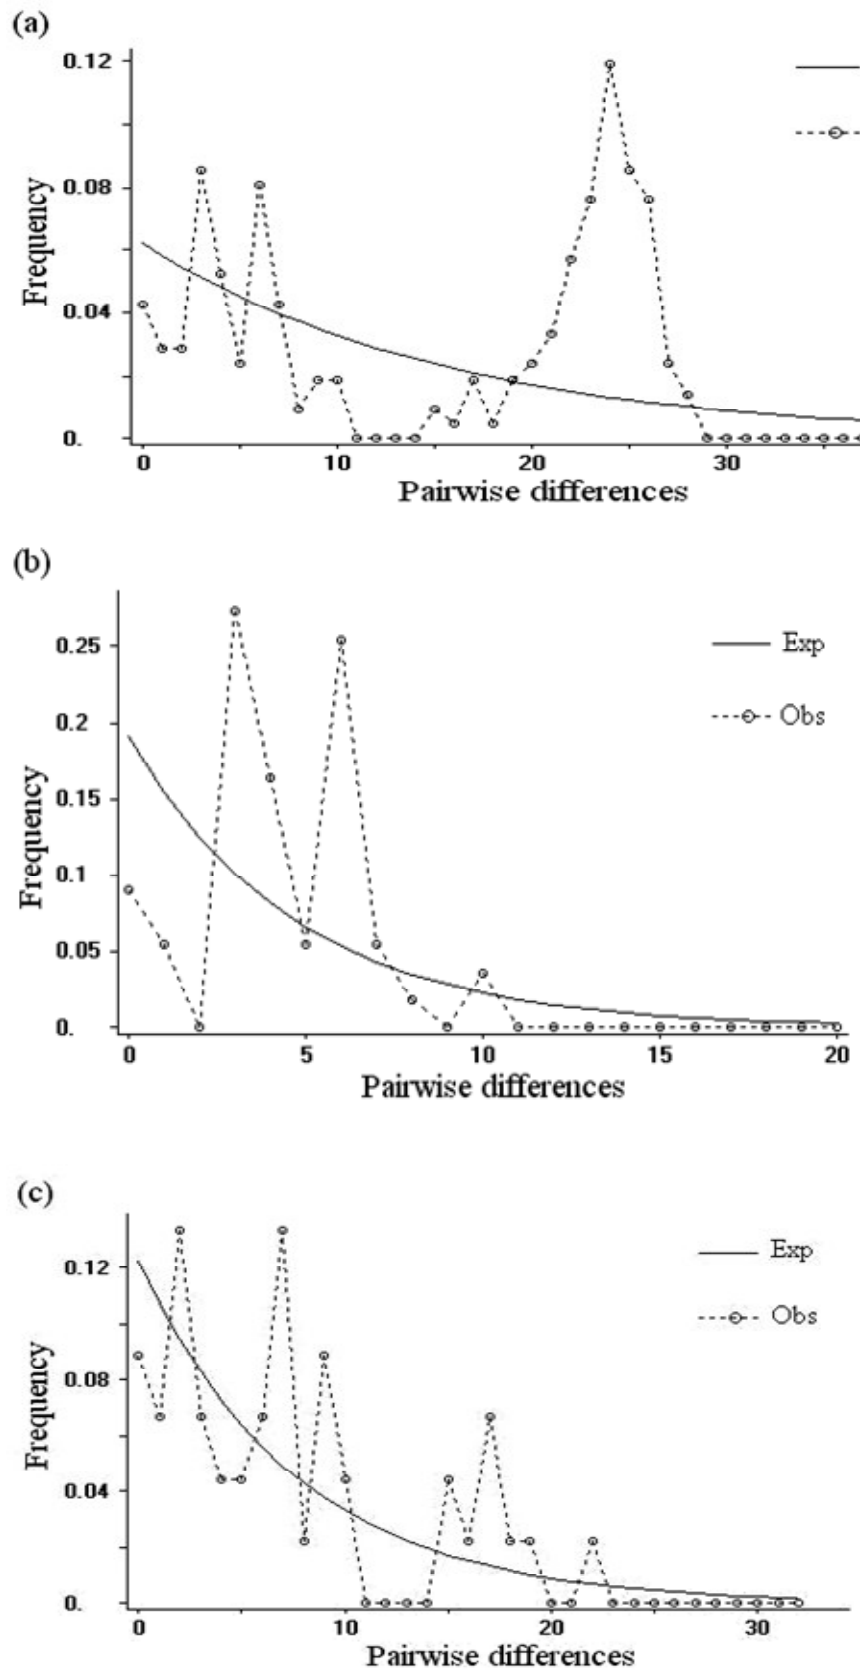 (a)
0.12
0.08
0.04
0.
Frequency
0 10 20 30
Pairwise differences
(b)
0.25
0.2
0.15
0.1
0.05
0.
Frequency
Exp
Obs
0 5 10 15 20
Pairwise differences
(c)
0.12
0.08
0.04
0.
Frequency
Exp
Obs
0 10 20 30
Pairwise differences